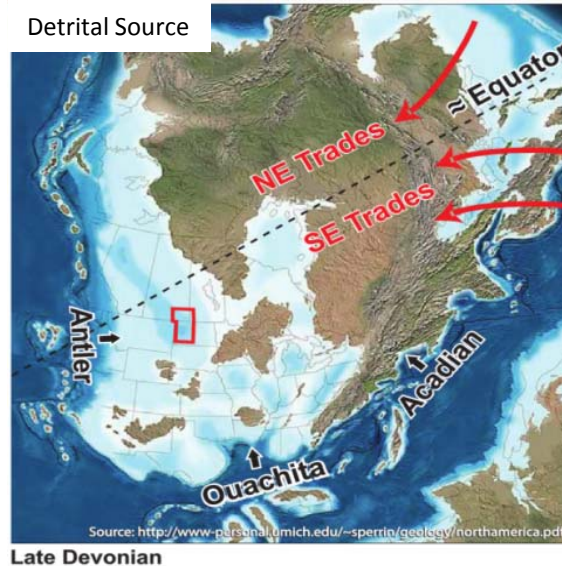 Detrital Source
≈ Equator
NE Trades
SE Trades
Antler
Acadian
Ouachita
Source: http://www-personal.umich.edu/~sperrin/geology/northamerica.pdf
Late Devonian